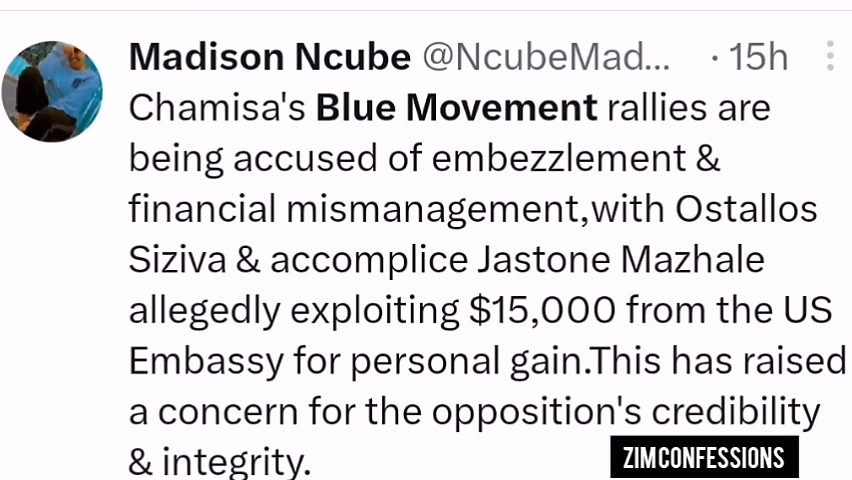 Madison Ncube @NcubeMad... · 15h
Chamisa's Blue Movement rallies are
being accused of embezzlement &
financial mismanagement,with Ostallos
Siziva & accomplice Jastone Mazhale
allegedly exploiting $15,000 from the US
Embassy for personal gain.This has raised
a concern for the opposition's credibility
& integrity.
ZIMCONFESSIONS